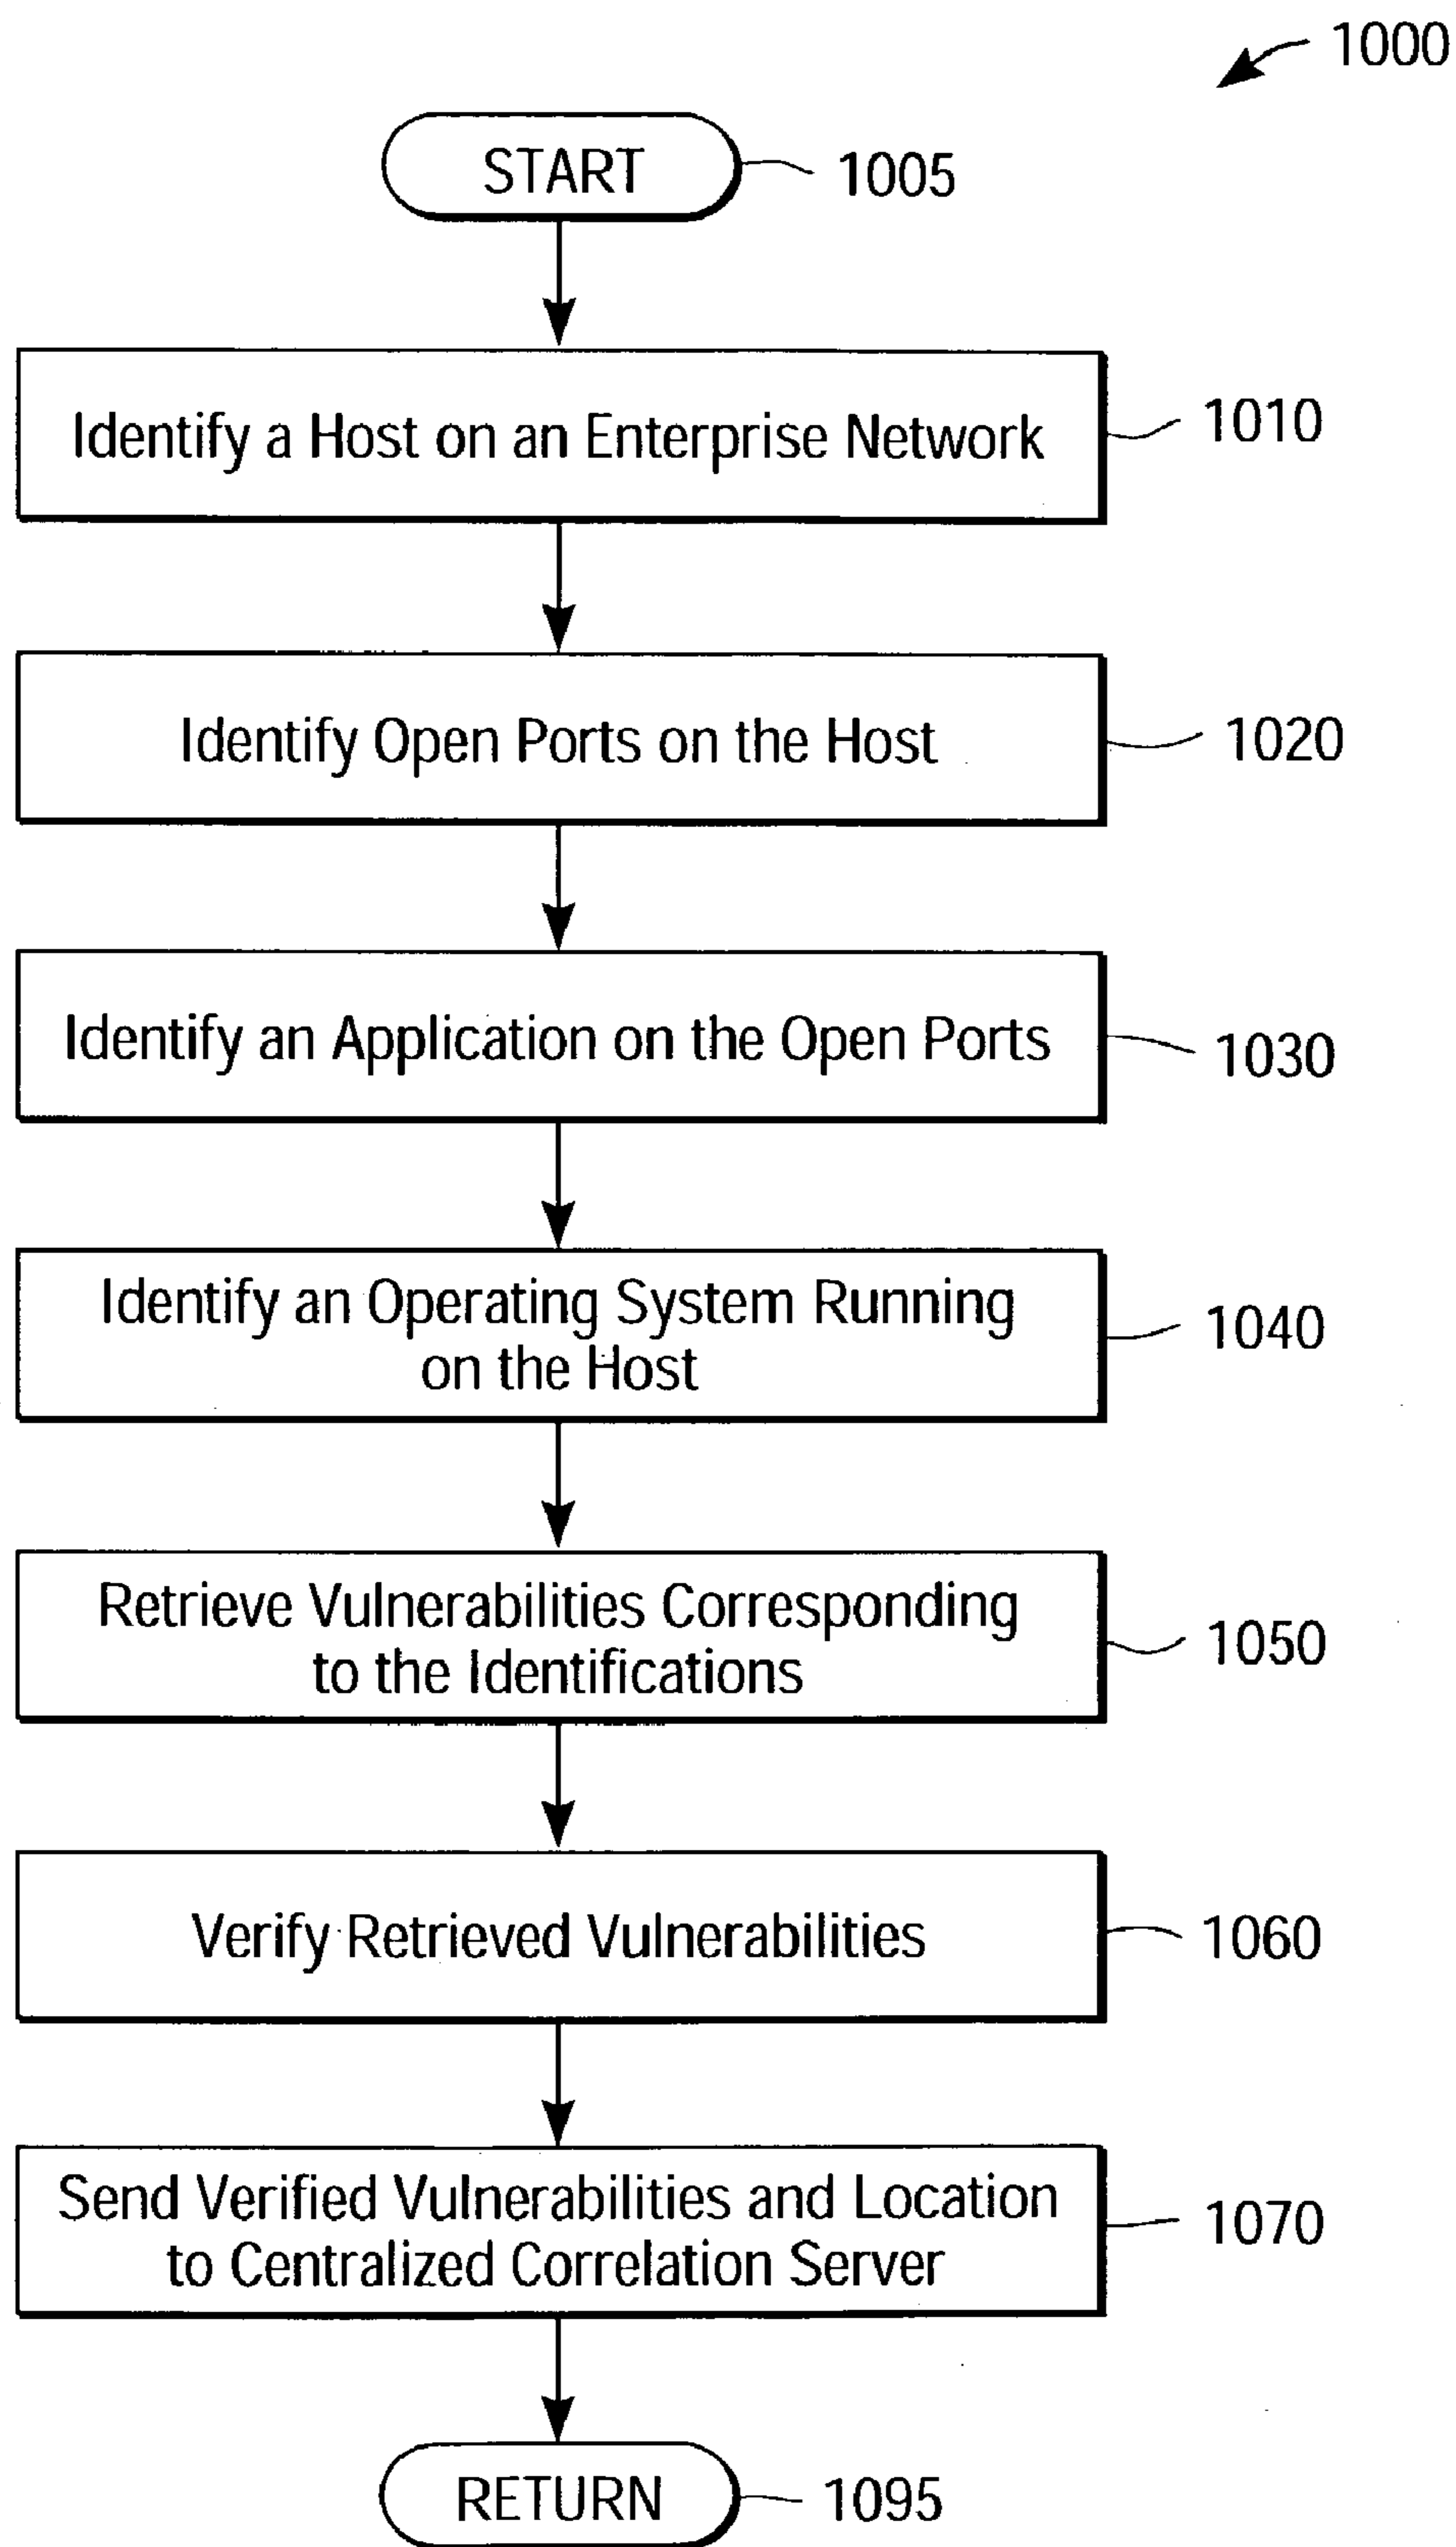 1000
START
1005
Identify a Host on an Enterprise Network
1010
Identify Open Ports on the Host
1020
Identify an Application on the Open Ports
1030
Identify an Operating System Running
on the Host
1040
Retrieve Vulnerabilities Corresponding
to the Identifications
1050
Verify Retrieved Vulnerabilities
1060
Send Verified Vulnerabilities and Location
to Centralized Correlation Server
1070
RETURN
1095